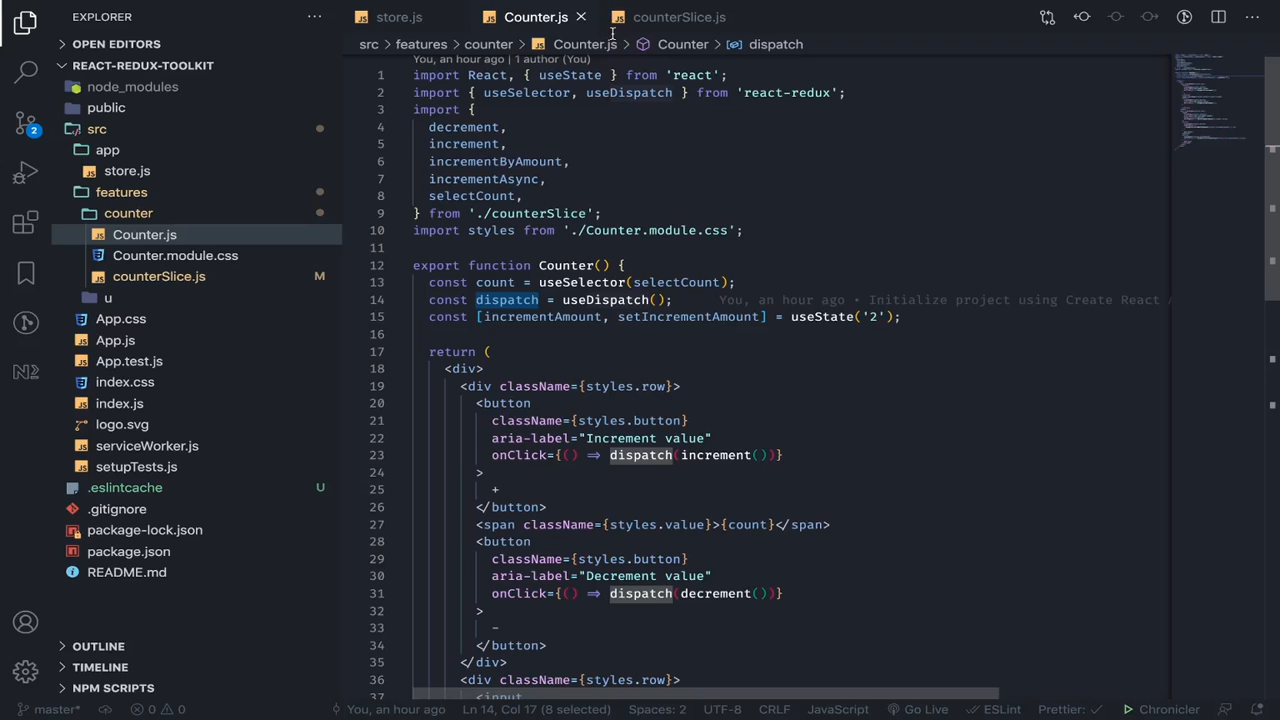 EXPLORER
OPEN EDITORS
REACT-REDUX-TOOLKIT
node_modules
public
src
app
store.js
features
counter
Counter.js
Counter.module.css
counterSlice.js M
u
App.css
App.js
App.test.js
index.css
index.js
logo.svg
serviceWorker.js
setupTests.js
.eslintcache U
.gitignore
package-lock.json
package.json
README.md
OUTLINE
TIMELINE
NPM SCRIPTS
2
store.js Counter.js counterSlice.js
src > features > counter > Counter.js > Counter > dispatch
You, an hour ago | 1 author (You)
1 import React, { useState } from 'react';
2 import { useSelector, useDispatch } from 'react-redux';
3 import {
4 decrement,
5 increment,
6 incrementByAmount,
7 incrementAsync,
8 selectCount,
9 } from './counterSlice';
10 import styles from './Counter.module.css';
11
12 export function Counter() {
13 const count = useSelector(selectCount);
14 const dispatch = useDispatch(); You, an hour ago • Initialize project using Create React
15 const [incrementAmount, setIncrementAmount] = useState('2');
16
17 return (
18 <div>
19 <div className={styles.row}>
20 <button
21 className={styles.button}
22 aria-label="Increment value"
23 onClick={() => dispatch(increment())}
24 >
25 +
26 </button>
27 <span className={styles.value}>{count}</span>
28 <button
29 className={styles.button}
30 aria-label="Decrement value"
31 onClick={() => dispatch(decrement())}
32 >
33 -
34 </button>
35 </div>
36 <div className={styles.row}>
37 <input
master* 0 0 You, an hour ago Ln 14, Col 17 (8 selected) Spaces: 2 UTF-8 CRLF JavaScript Go Live ESLint Prettier: ✓ Chronicler